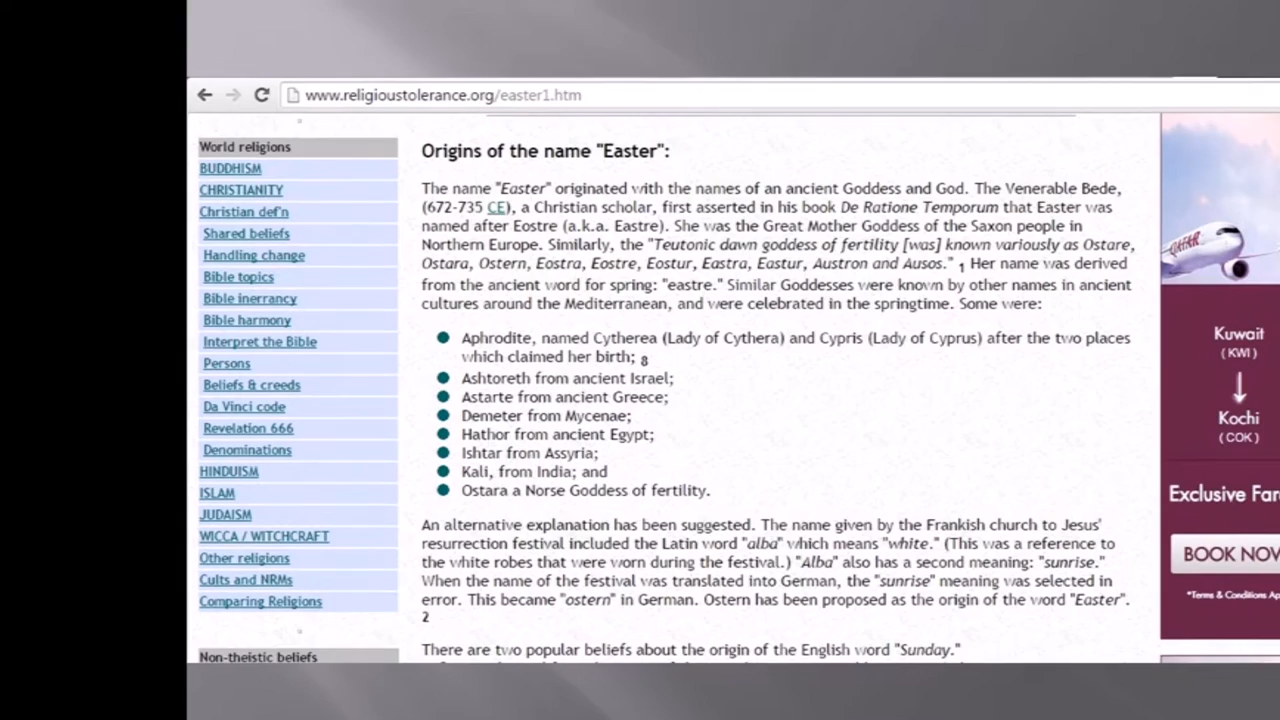 www.religioustolerance.org/easter1.htm
World religions
BUDDHISM
CHRISTIANITY
Christian def'n
Shared beliefs
Handling change
Bible topics
Bible inerrancy
Bible harmony
Interpret the Bible
Persons
Beliefs & creeds
Da Vinci code
Revelation 666
Denominations
HINDUISM
ISLAM
JUDAISM
WICCA / WITCHCRAFT
Other religions
Cults and NRMs
Comparing Religions
Non-theistic beliefs
Origins of the name "Easter":
The name "Easter" originated with the names of an ancient Goddess and God. The Venerable Bede,
(672-735 CE), a Christian scholar, first asserted in his book De Ratione Temporum that Easter was
named after Eostre (a.k.a. Eastre). She was the Great Mother Goddess of the Saxon people in
Northern Europe. Similarly, the "Teutonic dawn goddess of fertility [was] known variously as Ostare,
Ostara, Ostern, Eostra, Eostre, Eostur, Eastra, Eastur, Austron and Ausos." 1 Her name was derived
from the ancient word for spring: "eastre." Similar Goddesses were known by other names in ancient
cultures around the Mediterranean, and were celebrated in the springtime. Some were:
Aphrodite, named Cytherea (Lady of Cythera) and Cypris (Lady of Cyprus) after the two places
which claimed her birth; 8
Ashtoreth from ancient Israel;
Astarte from ancient Greece;
Demeter from Mycenae;
Hathor from ancient Egypt;
Ishtar from Assyria;
Kali, from India; and
Ostara a Norse Goddess of fertility.
An alternative explanation has been suggested. The name given by the Frankish church to Jesus'
resurrection festival included the Latin word "alba" which means "white." (This was a reference to
the white robes that were worn during the festival.) "Alba" also has a second meaning: "sunrise."
When the name of the festival was translated into German, the "sunrise" meaning was selected in
error. This became "ostern" in German. Ostern has been proposed as the origin of the word "Easter".
2
There are two popular beliefs about the origin of the English word "Sunday."
QATAR
Kuwait
(KWI)
Kochi
(COK)
Exclusive Far
BOOK NOW
*Terms & Conditions Ap